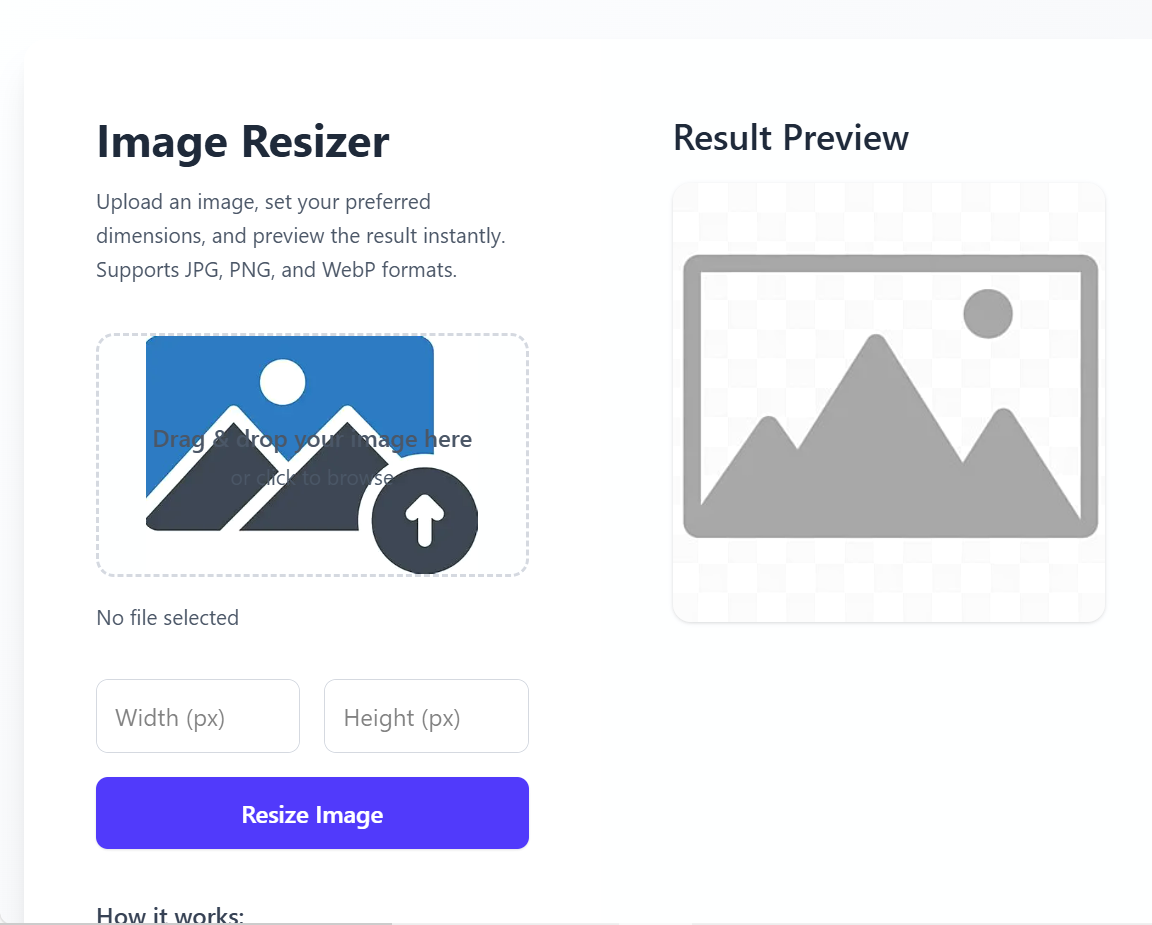 Image Resizer
Upload an image, set your preferred
dimensions, and preview the result instantly.
Supports JPG, PNG, and WebP formats.
Drag & drop your image here
or click to browse
No file selected
Width (px)
Height (px)
Resize Image
How it works:
Result Preview